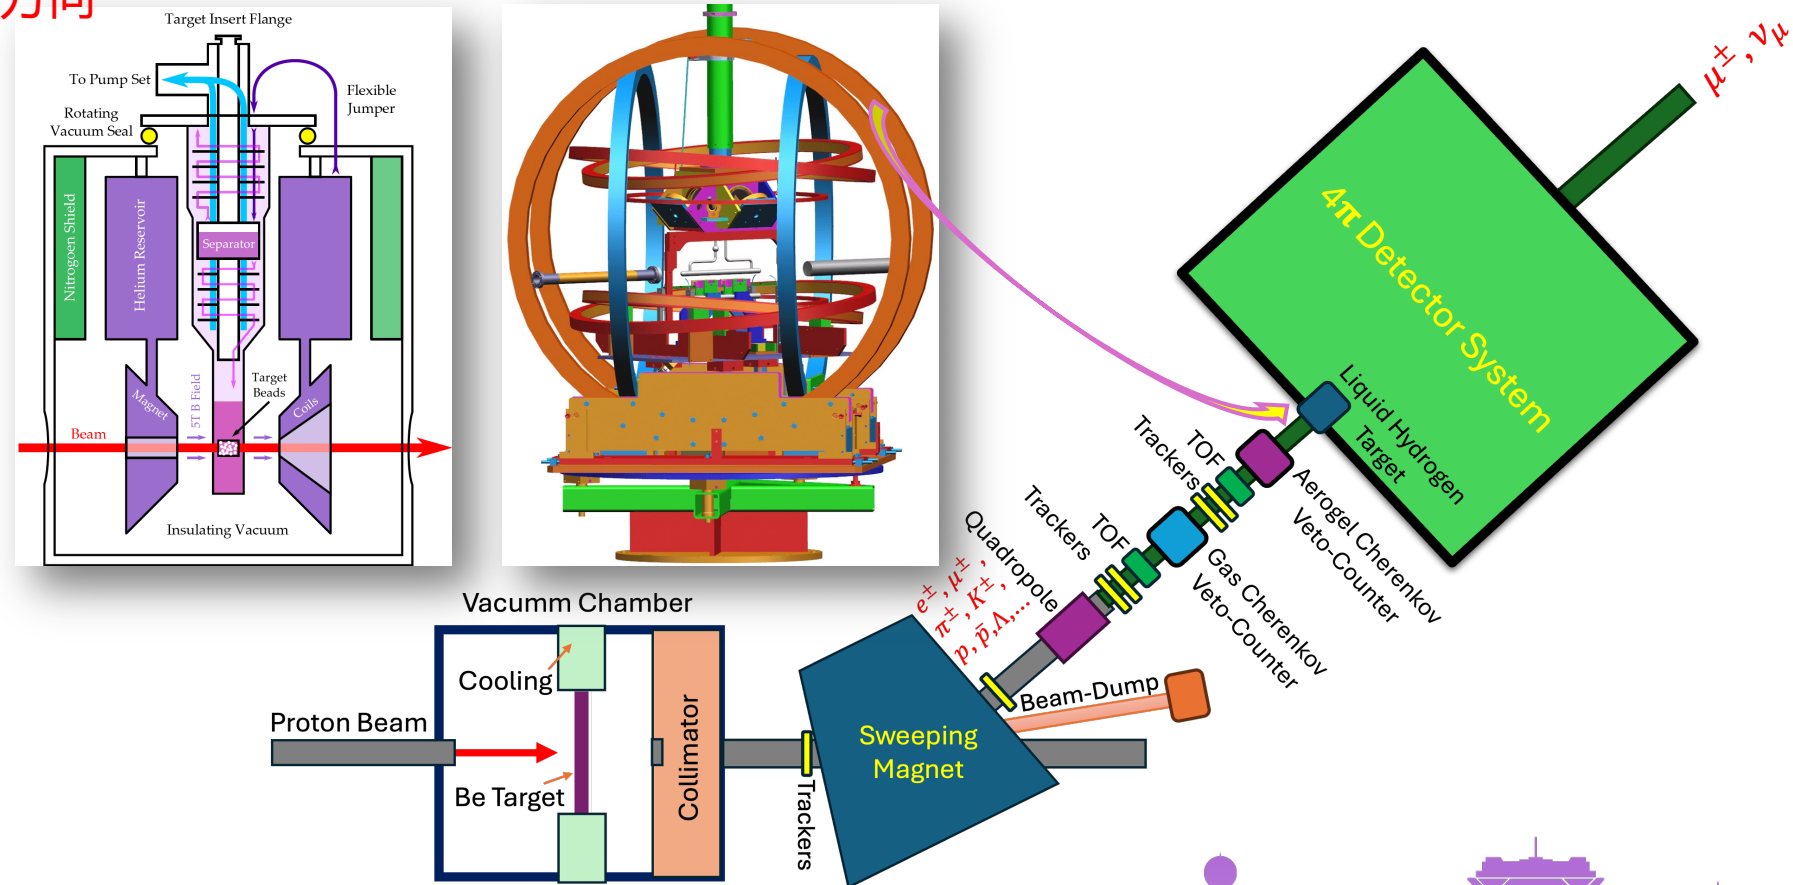 方向
Target Insert Flange
To Pump Set
Flexible
Jumper
Rotating
Vacuum Seal
Nitrogoen Shield
Helium Reservoir
Separator
Magnet
5T B Field
Target
Beads
Coils
Beam
Insulating Vacuum
μ±, νμ
4π Detector System
Liquid Hydrogen
Target
Aerogel Cherenkov
Veto-Counter
TOF
Trackers
Gas Cherenkov
Veto-Counter
TOF
Trackers
Quadropole
e±, μ±,
π±, K±,
p, p̄,Λ,...
Beam-Dump
Sweeping
Magnet
Trackers
Vacumm Chamber
Cooling
Proton Beam
Be Target
Collimator